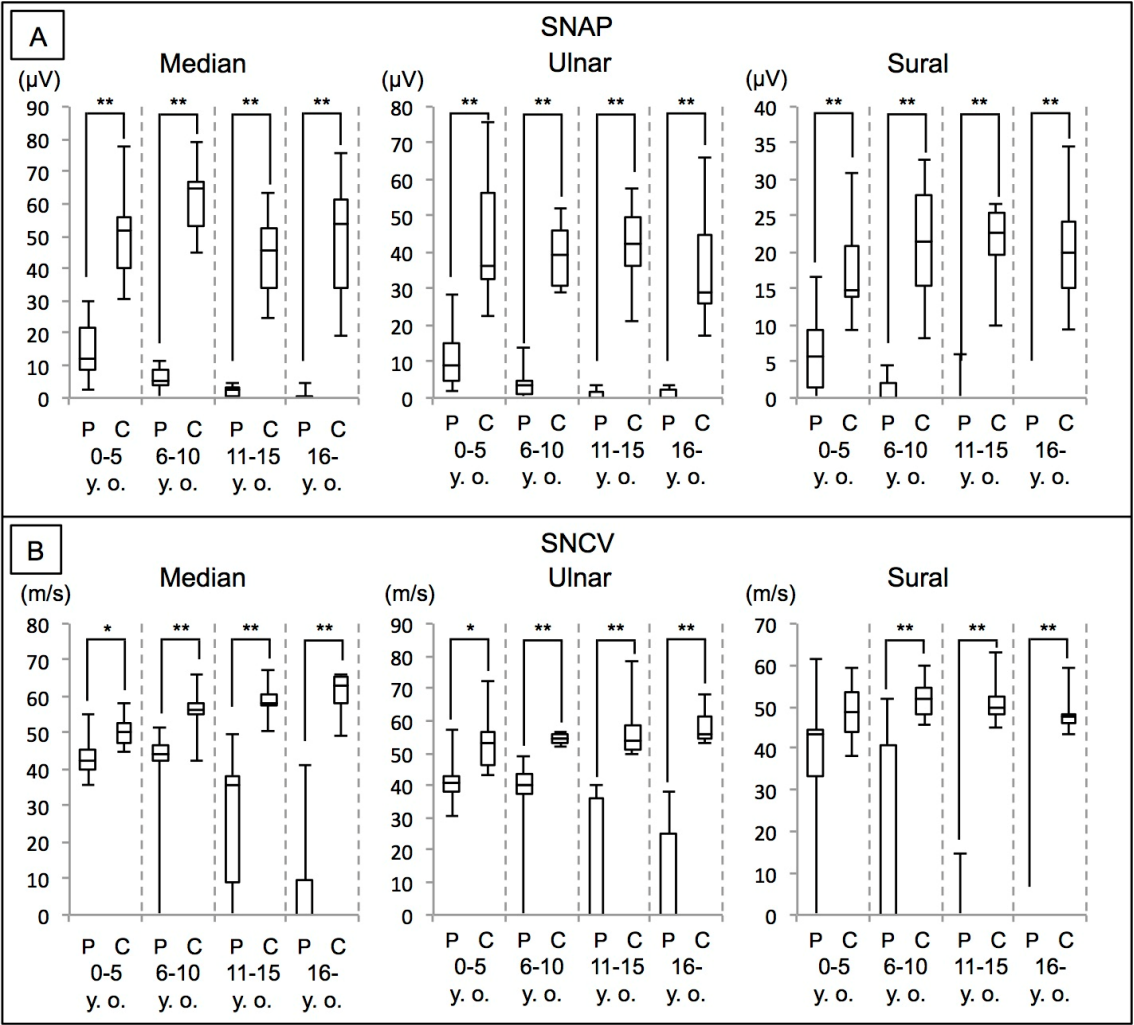 A
SNAP
Median Ulnar Sural
(µV) (µV) (µV)
** ** ** ** ** ** ** ** ** ** ** **
90 80 40
80 70 35
70 60 30
60 50 25
50 40 20
40 30 15
30 20 10
20 10 5
10 0 0
0
P C P C P C P C P C P C P C P C P C P C P C P C
0-5 6-10 11-15 16- 0-5 6-10 11-15 16- 0-5 6-10 11-15 16-
y. o. y. o. y. o. y. o. y. o. y. o.
B
SNCV
Median Ulnar Sural
(m/s) (m/s) (m/s)
* ** ** ** * ** ** ** ** ** **
80 90 70
70 80 60
60 70 50
50 60 40
40 50 30
30 40 20
20 30 10
10 20 0
0 10
0
P C P C P C P C P C P C P C P C P C P C P C P C
0-5 6-10 11-15 16- 0-5 6-10 11-15 16- 0-5 6-10 11-15 16-
y. o. y. o. y. o. y. o. y. o. y. o.